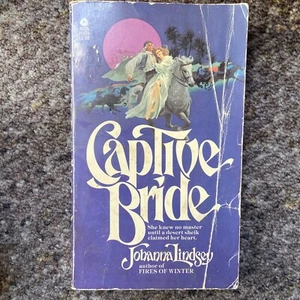 CAPTIVE
BRIDE
She knew no master
until a desert sheik
claimed her heart.
Johanna Lindsey
author of
FIRES OF WINTER